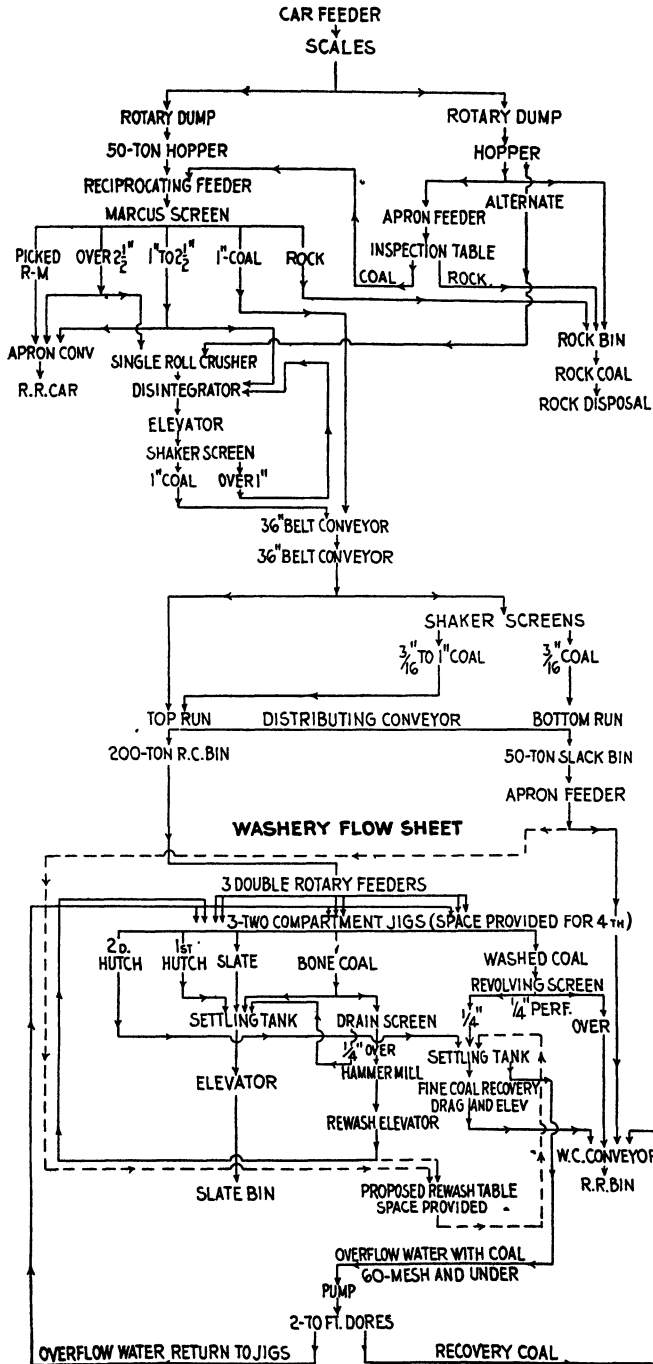 CAR FEEDER
SCALES
ROTARY DUMP ROTARY DUMP
50-TON HOPPER HOPPER
RECIPROCATING FEEDER ALTERNATE
MARCUS SCREEN APRON FEEDER
PICKED R-M OVER 2 1/2" 1" TO 2 1/2" 1"-COAL ROCK
INSPECTION TABLE
COAL ROCK.
APRON CONV SINGLE ROLL CRUSHER ROCK BIN
R.R.CAR DISINTEGRATOR ROCK COAL
ROCK DISPOSAL
ELEVATOR
SHAKER SCREEN
1" COAL OVER 1"
36" BELT CONVEYOR
36" BELT CONVEYOR
SHAKER SCREENS
3/16" TO 1" COAL 3/16" COAL
TOP RUN DISTRIBUTING CONVEYOR BOTTOM RUN
200-TON R.C. BIN 50-TON SLACK BIN
APRON FEEDER
WASHERY FLOW SHEET
3 DOUBLE ROTARY FEEDERS
3-TWO COMPARTMENT JIGS (SPACE PROVIDED FOR 4TH)
2D. HUTCH 1ST HUTCH SLATE BONE COAL WASHED COAL
REVOLVING SCREEN
1/4" 1/4" PERF. OVER
SETTLING TANK DRAIN SCREEN
1/4" OVER SETTLING TANK
ELEVATOR HAMMER MILL FINE COAL RECOVERY
DRAG AND ELEV
REWASH ELEVATOR
W.C. CONVEYOR
SLATE BIN PROPOSED REWASH TABLE R.R. BIN
SPACE PROVIDED
OVERFLOW WATER WITH COAL
60-MESH AND UNDER
PUMP
2-70 FT. DORES
OVERFLOW WATER RETURN TO JIGS RECOVERY COAL